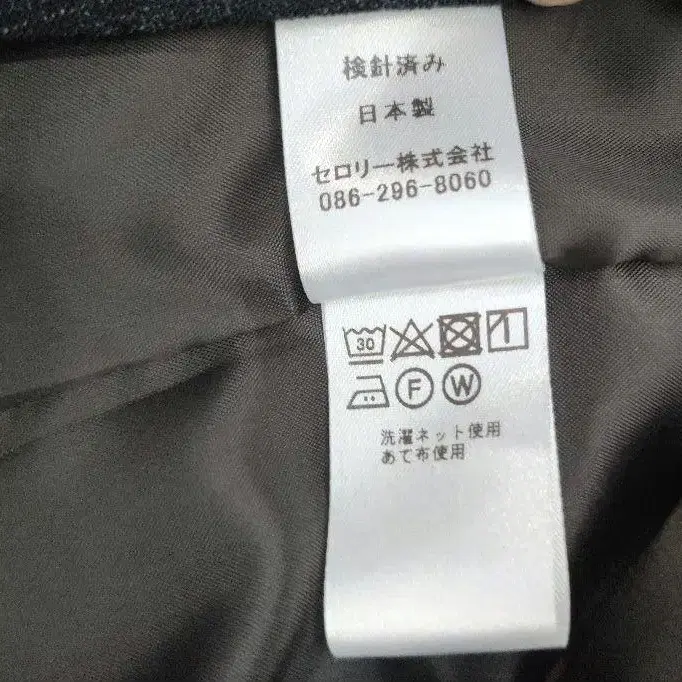 検針済み
日本製
セロリー株式会社
086-296-8060
30
F W
洗濯ネット使用
あて布使用